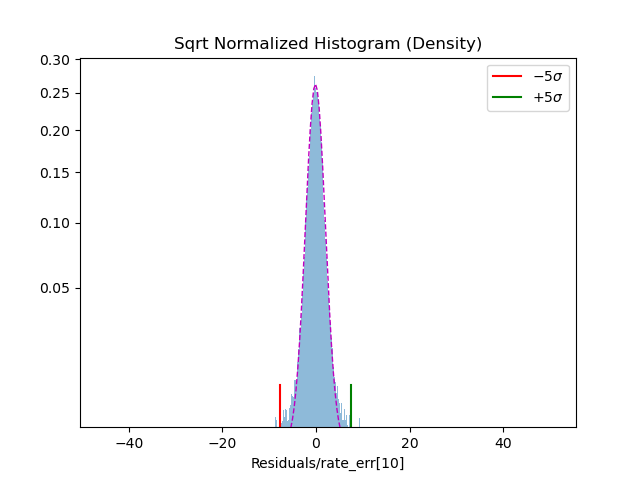 Sqrt Normalized Histogram (Density)
0.30
0.25
0.20
0.15
0.10
0.05
−5σ
+5σ
−40
−20
0
20
40
Residuals/rate_err[10]